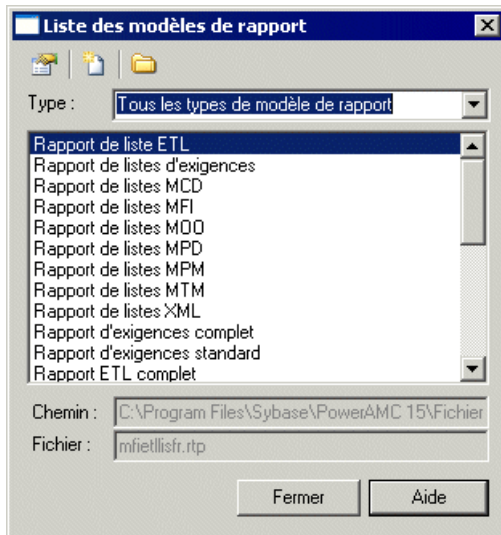 Liste des modèles de rapport
Type :
Tous les types de modèle de rapport
Rapport de liste ETL
Rapport de listes d'exigences
Rapport de listes MCD
Rapport de listes MFI
Rapport de listes MOO
Rapport de listes MPD
Rapport de listes MPM
Rapport de listes MTM
Rapport de listes XML
Rapport d'exigences complet
Rapport d'exigences standard
Rapport ETL complet
Chemin : C:\Program Files\Sybase\PowerAMC 15\Fichier
Fichier : mfietllisfr.rtp
Fermer Aide